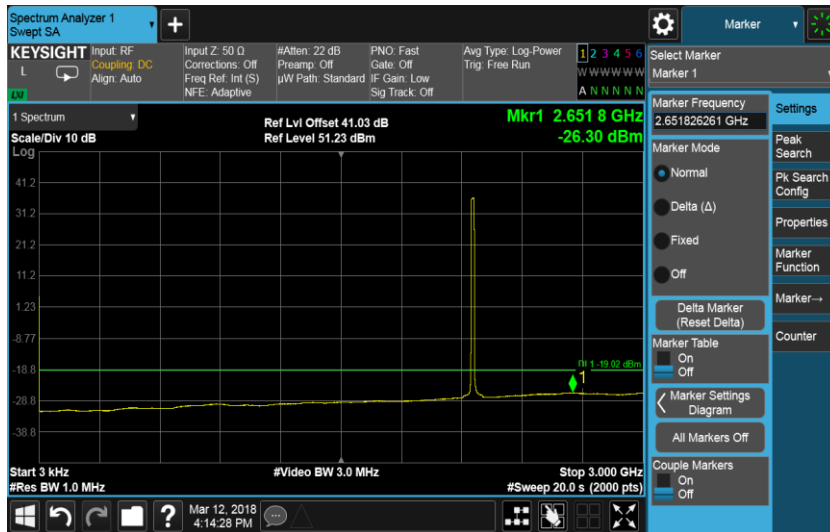 Spectrum Analyzer 1
Swept SA
+
Marker
KEYSIGHT
L
LXI
Input: RF
Coupling: DC
Align: Auto
Input Z: 50 Ω
Corrections: Off
Freq Ref: Int (S)
NFE: Adaptive
#Atten: 22 dB
Preamp: Off
µW Path: Standard
PNO: Fast
Gate: Off
IF Gain: Low
Sig Track: Off
Avg Type: Log-Power
Trig: Free Run
1 2 3 4 5 6
W W W W W W
A N N N N N
Select Marker
Marker 1
1 Spectrum
Scale/Div 10 dB
Log
Ref Lvl Offset 41.03 dB
Ref Level 51.23 dBm
Mkr1 2.651 8 GHz
-26.30 dBm
41.2
31.2
21.2
11.2
1.23
-8.77
-18.8
-28.8
-38.8
DI 1 -19.02 dBm
1
Start 3 kHz
#Res BW 1.0 MHz
#Video BW 3.0 MHz
Stop 3.000 GHz
#Sweep 20.0 s (2000 pts)
Marker Frequency
2.651826261 GHz
Marker Mode
Normal
Delta (Δ)
Fixed
Off
Delta Marker
(Reset Delta)
Marker Table
On
Off
Marker Settings
Diagram
All Markers Off
Couple Markers
On
Off
Settings
Peak
Search
Pk Search
Config
Properties
Marker
Function
Marker→
Counter
?
Mar 12, 2018
4:14:28 PM